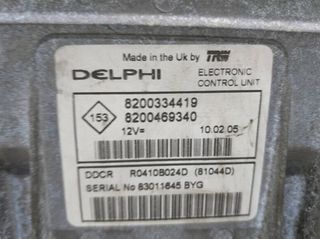 Made in the Uk by TRW
DELPHI
ELECTRONIC
CONTROL UNIT
153
8200334419
8200469340
12V= 10.02.05
DDCR R0410B024D (81044D)
SERIAL No 83011645 BYG